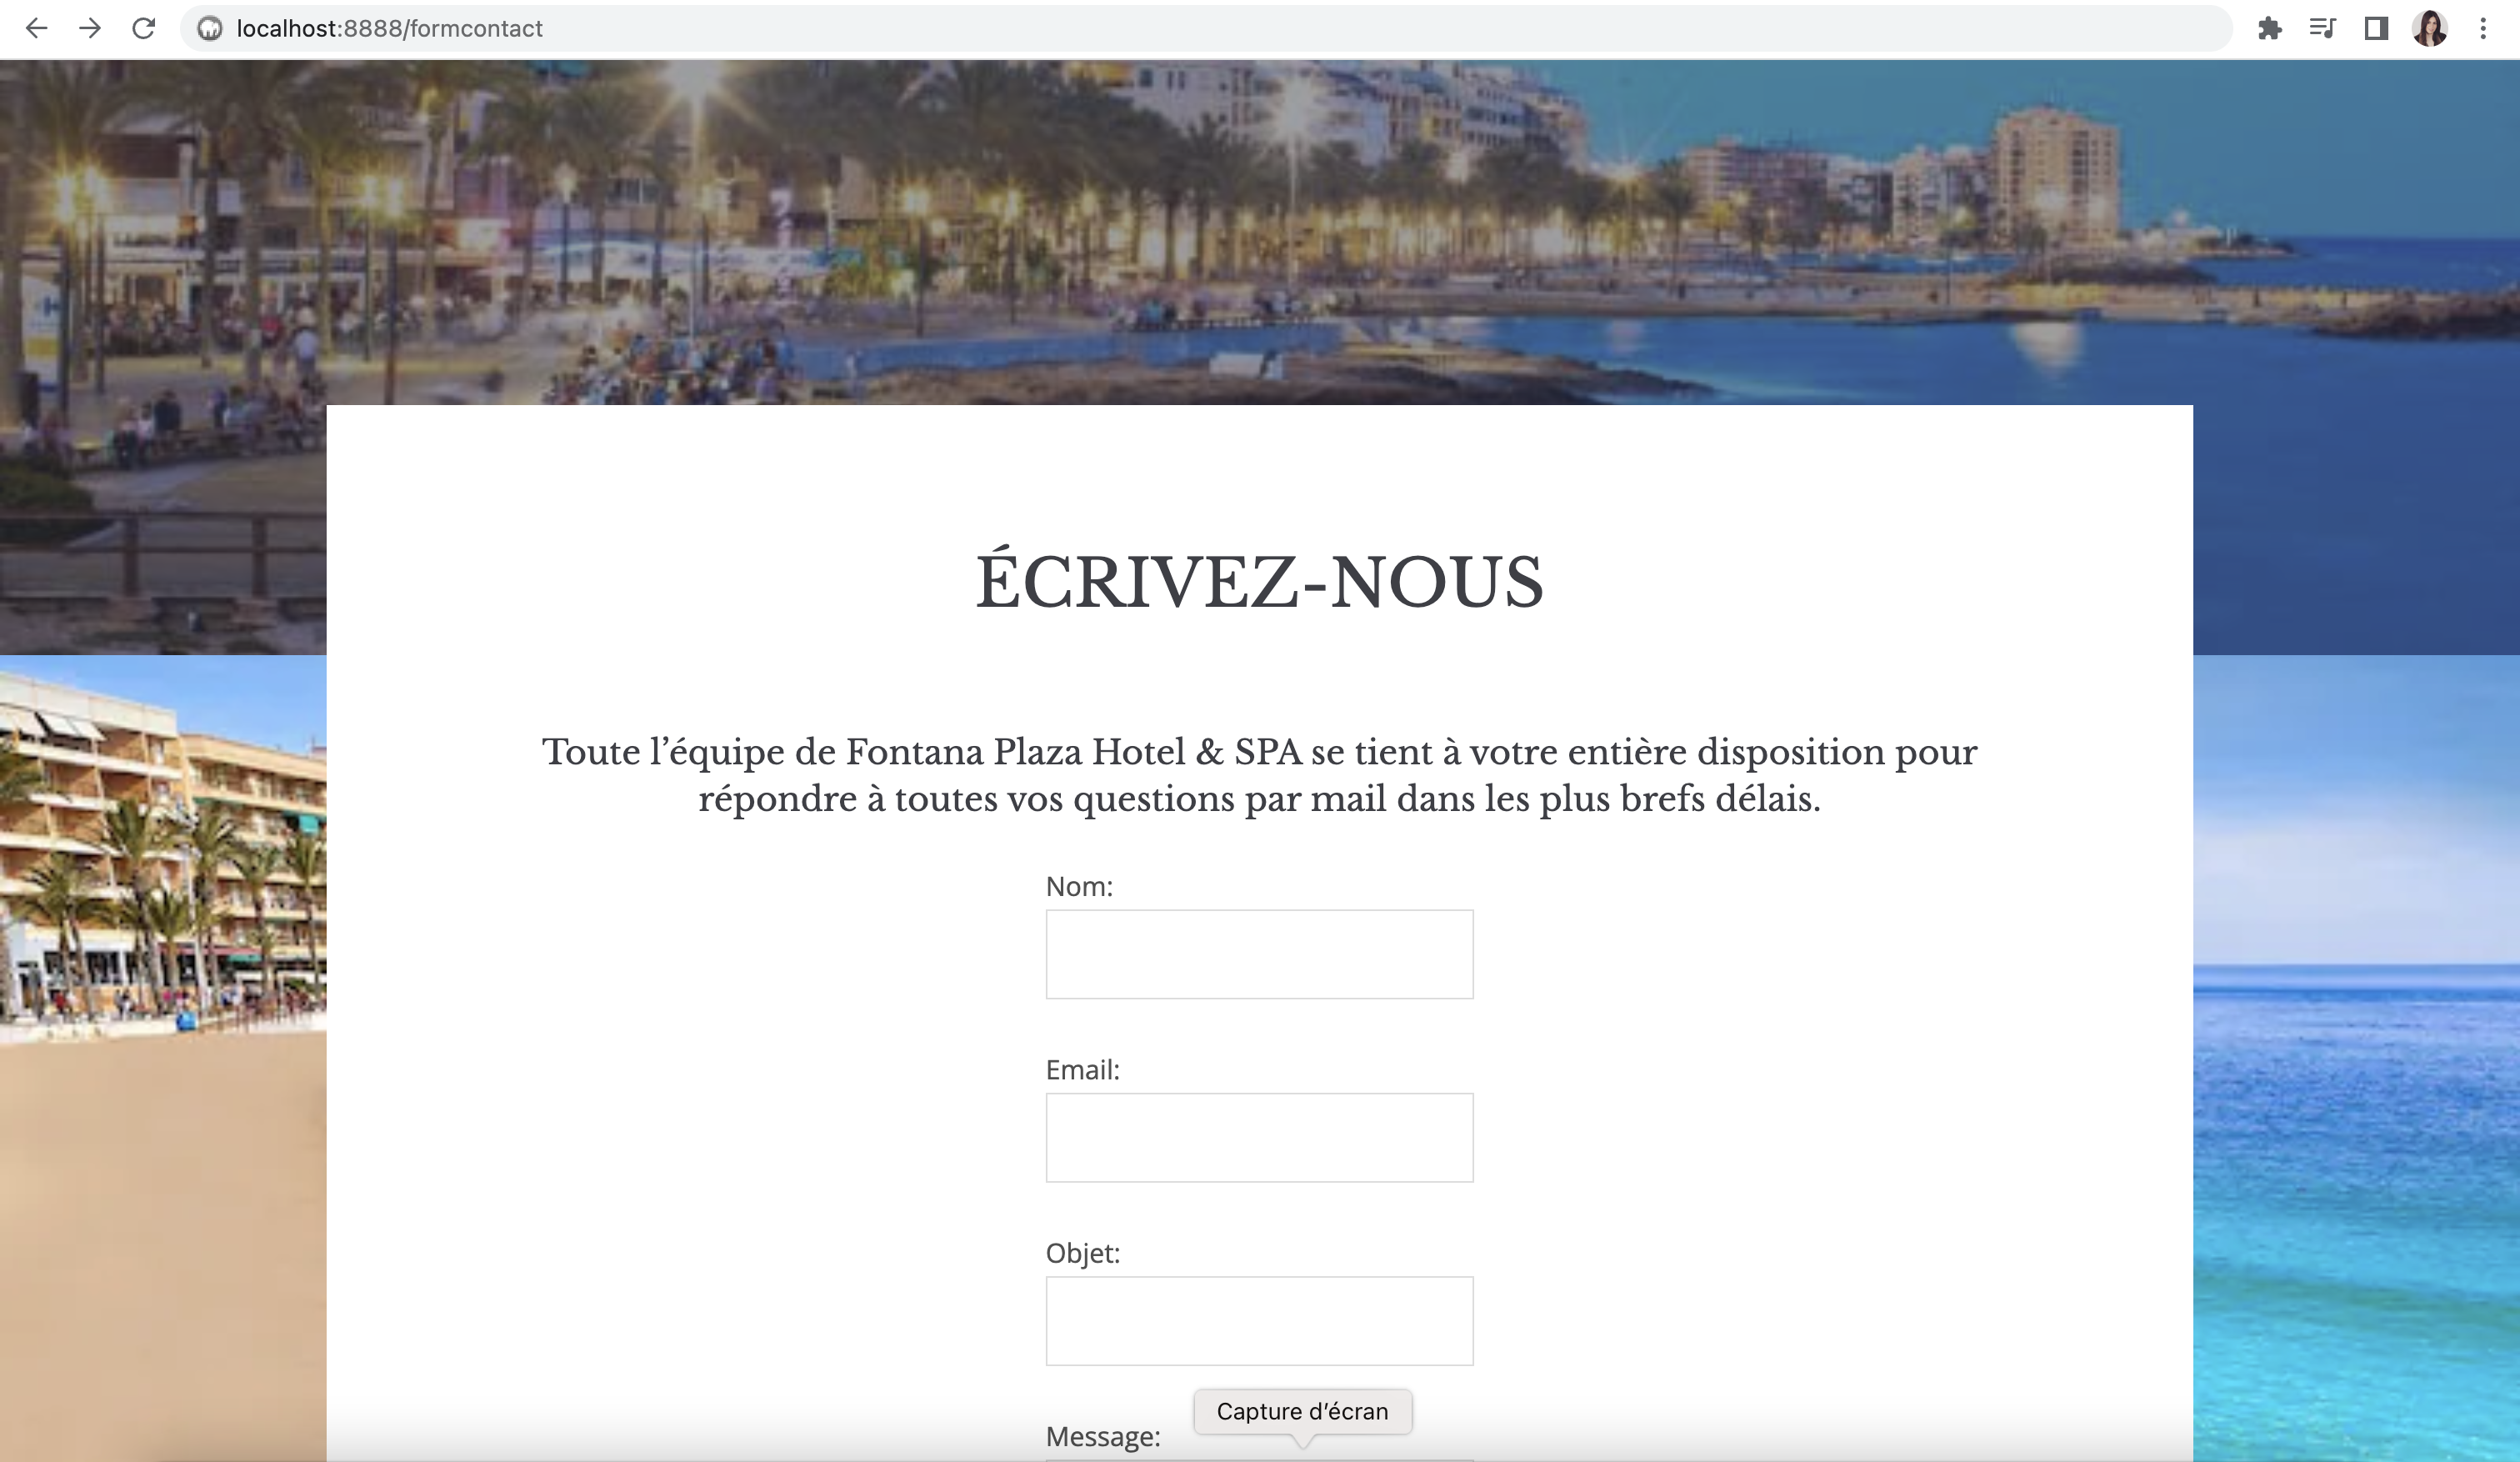 localhost:8888/formcontact
ÉCRIVEZ-NOUS
Toute l’équipe de Fontana Plaza Hotel & SPA se tient à votre entière disposition pour
répondre à toutes vos questions par mail dans les plus brefs délais.
Nom:
Email:
Objet:
Capture d’écran
Message: